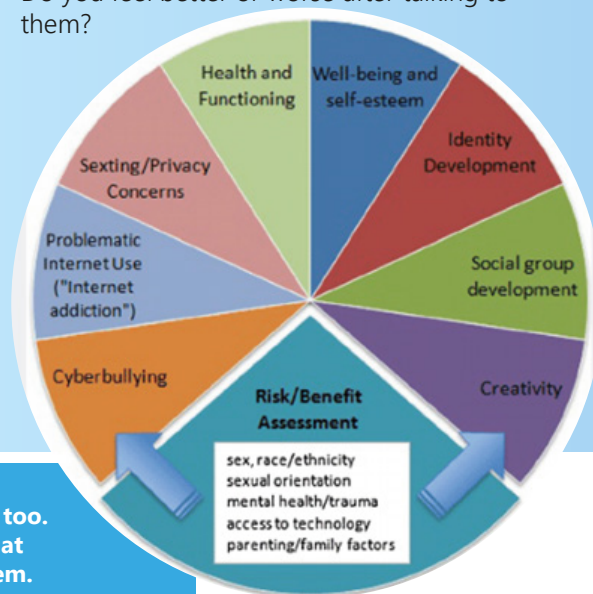 Do you feel better or worse after talking to
them?
Health and
Functioning
Well-being and
self-esteem
Identity
Development
Social group
development
Creativity
Sexting/Privacy
Concerns
Problematic
Internet Use
("Internet
addiction")
Cyberbullying
Risk/Benefit
Assessment
sex, race/ethnicity
sexual orientation
mental health/trauma
access to technology
parenting/family factors
too.
at
em.